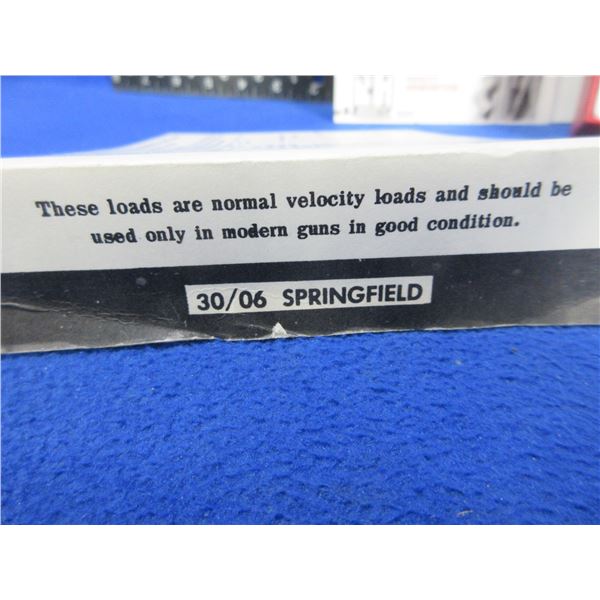 These loads are normal velocity loads and should be
used only in modern guns in good condition.
30/06 SPRINGFIELD